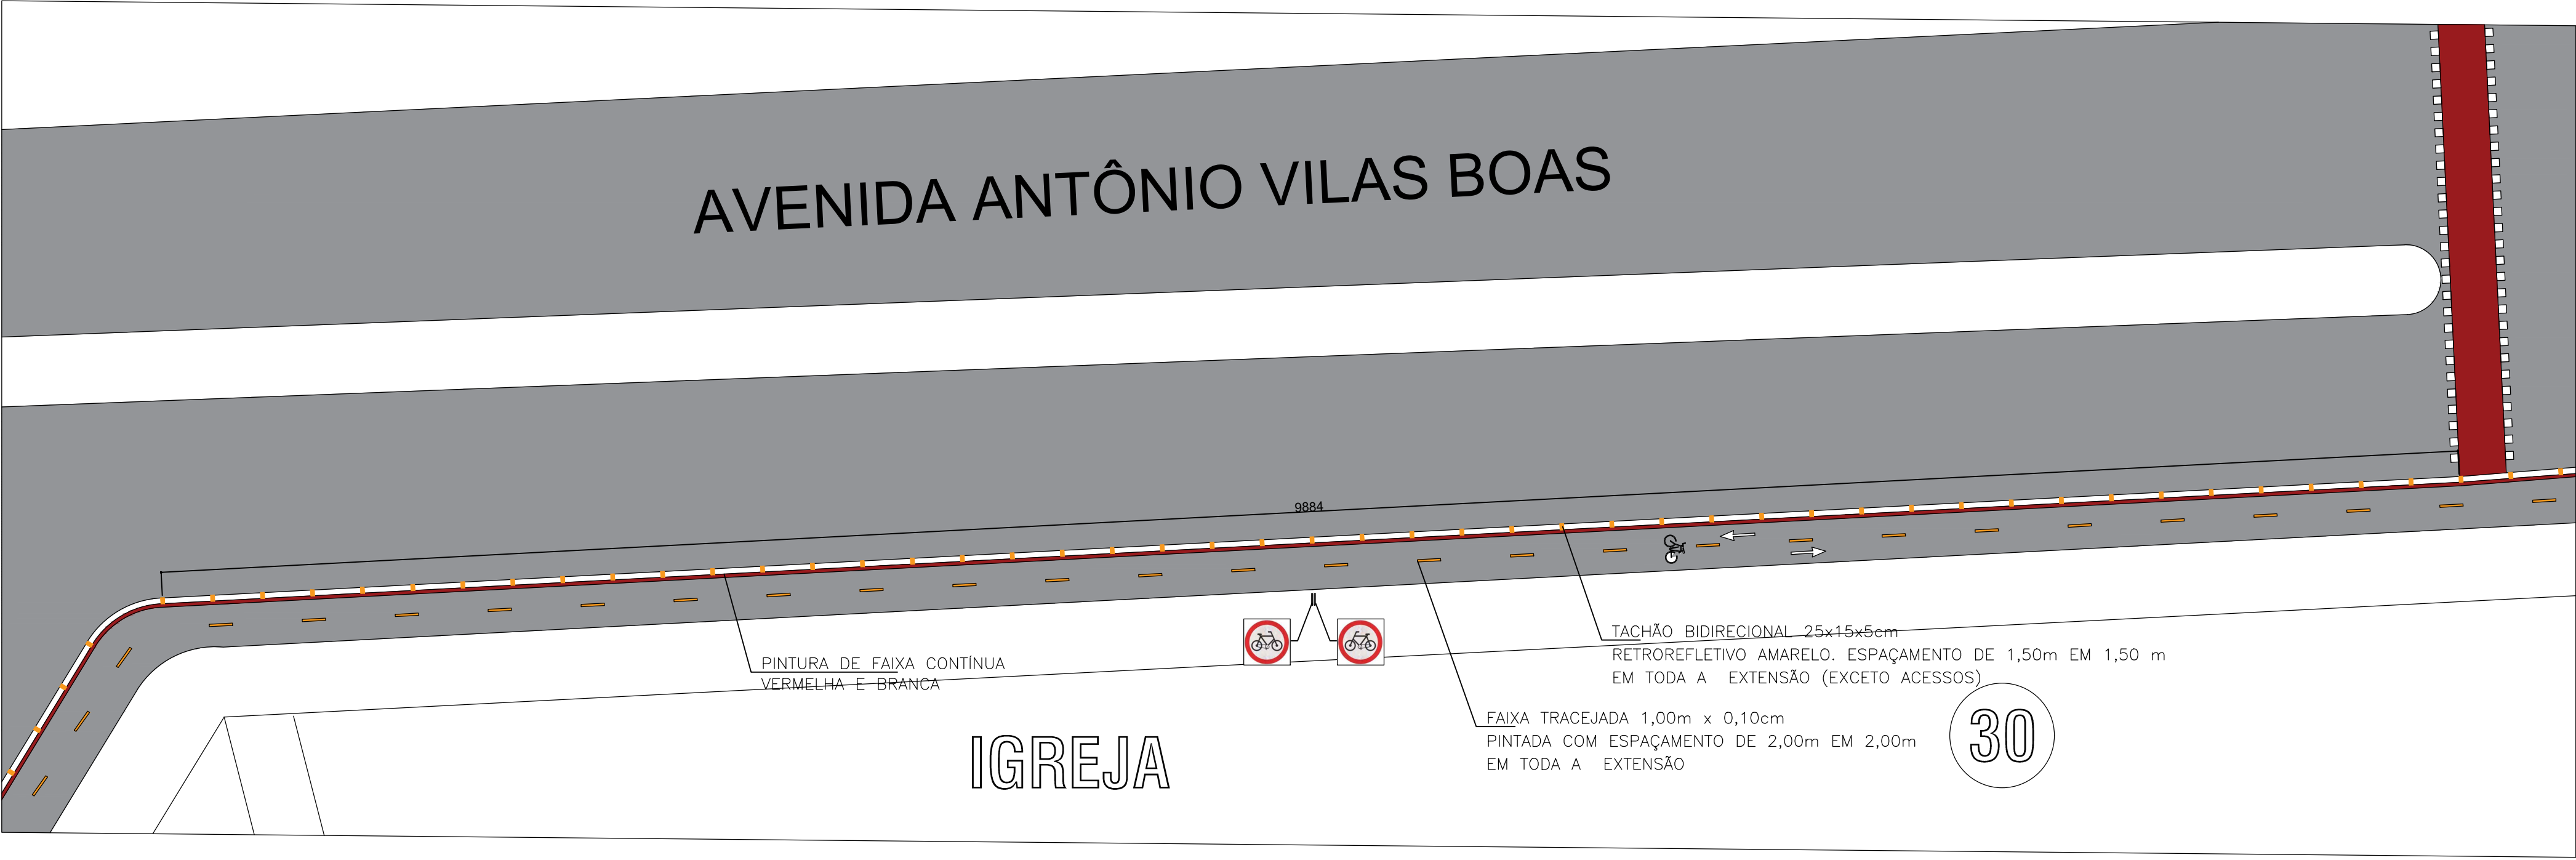 AVENIDA ANTÔNIO VILAS BOAS
9884
PINTURA DE FAIXA CONTÍNUA
VERMELHA E BRANCA
TACHÃO BIDIRECIONAL 25x15x5cm
RETROREFLETIVO AMARELO. ESPAÇAMENTO DE 1,50m EM 1,50 m
EM TODA A EXTENSÃO (EXCETO ACESSOS)
FAIXA TRACEJADA 1,00m x 0,10cm
PINTADA COM ESPAÇAMENTO DE 2,00m EM 2,00m
EM TODA A EXTENSÃO
IGREJA
30